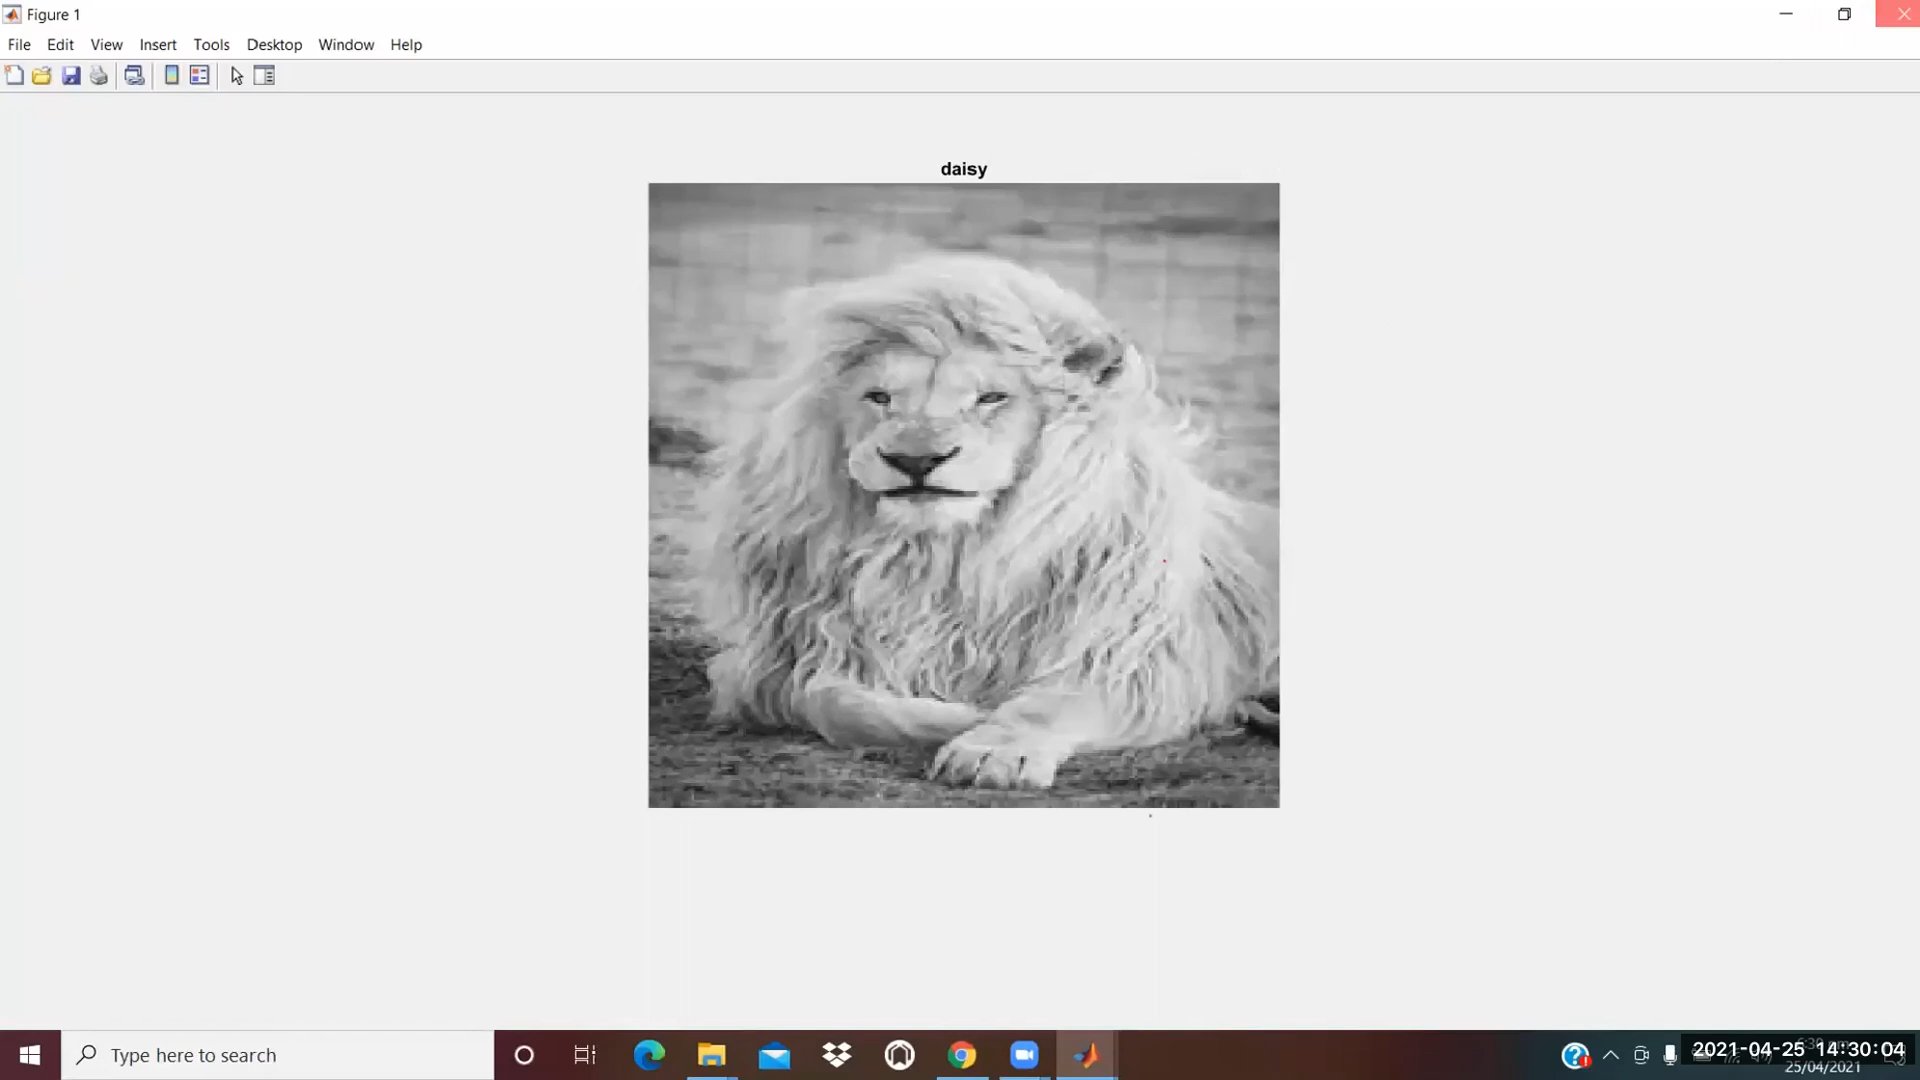 Figure 1
File Edit View Insert Tools Desktop Window Help
daisy
Type here to search
2021-04-25 14:30:04
25/04/2021